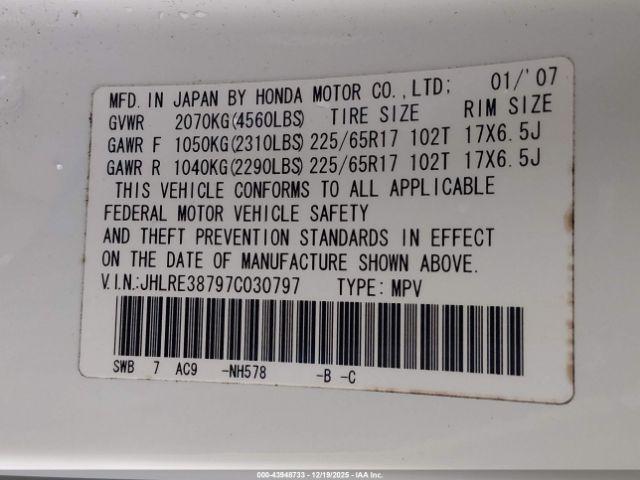 MFD. IN JAPAN BY HONDA MOTOR CO.,LTD; 01/'07
GVWR 2070KG(4560LBS) TIRE SIZE RIM SIZE
GAWR F 1050KG(2310LBS) 225/65R17 102T 17X6.5J
GAWR R 1040KG(2290LBS) 225/65R17 102T 17X6.5J
THIS VEHICLE CONFORMS TO ALL APPLICABLE
FEDERAL MOTOR VEHICLE SAFETY
AND THEFT PREVENTION STANDARDS IN EFFECT
ON THE DATE OF MANUFACTURE SHOWN ABOVE.
V.I.N.:JHLRE38797C030797 TYPE: MPV
SWB 7 AC9 -NH578 -B -C
000-43948733 - 12/19/2025 - IAAI Inc.